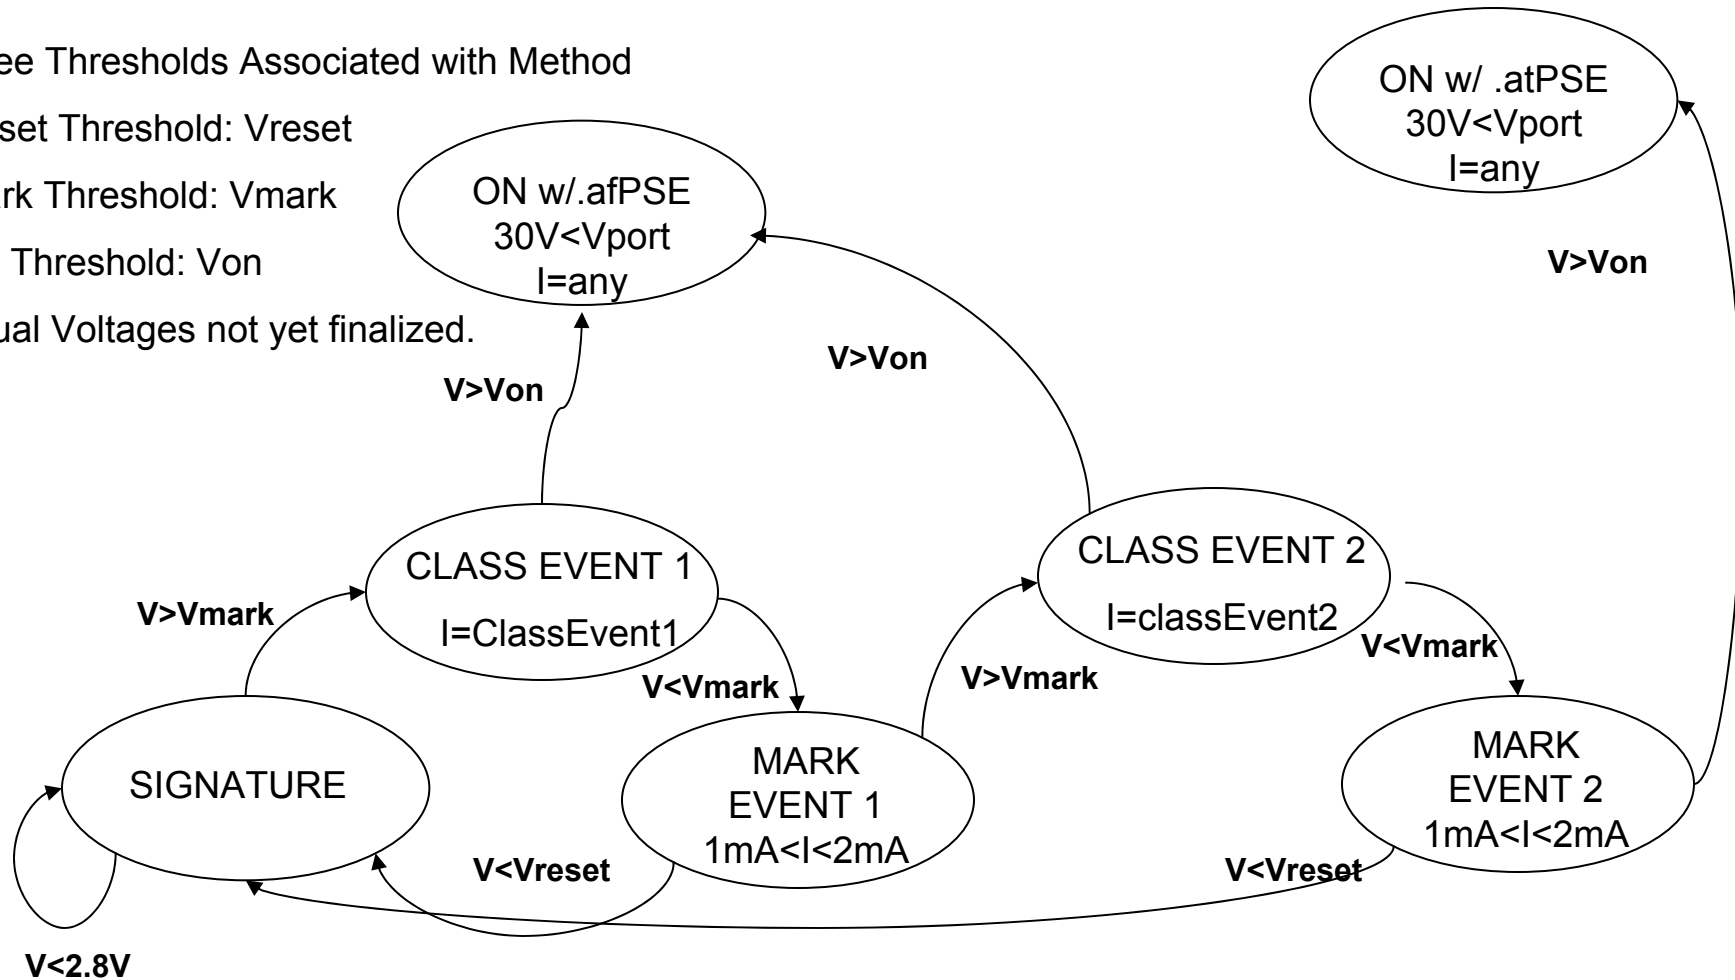 ee Thresholds Associated with Method
set Threshold: Vreset
rk Threshold: Vmark
Threshold: Von
ual Voltages not yet finalized.
ON w/.afPSE
30V<Vport
I=any
ON w/ .atPSE
30V<Vport
I=any
V>Von
V>Von
V>Von
CLASS EVENT 1
I=ClassEvent1
CLASS EVENT 2
I=classEvent2
V>Vmark
V<Vmark
V>Vmark
V<Vmark
SIGNATURE
MARK
EVENT 1
1mA<I<2mA
MARK
EVENT 2
1mA<I<2mA
V<Vreset
V<Vreset
V<2.8V